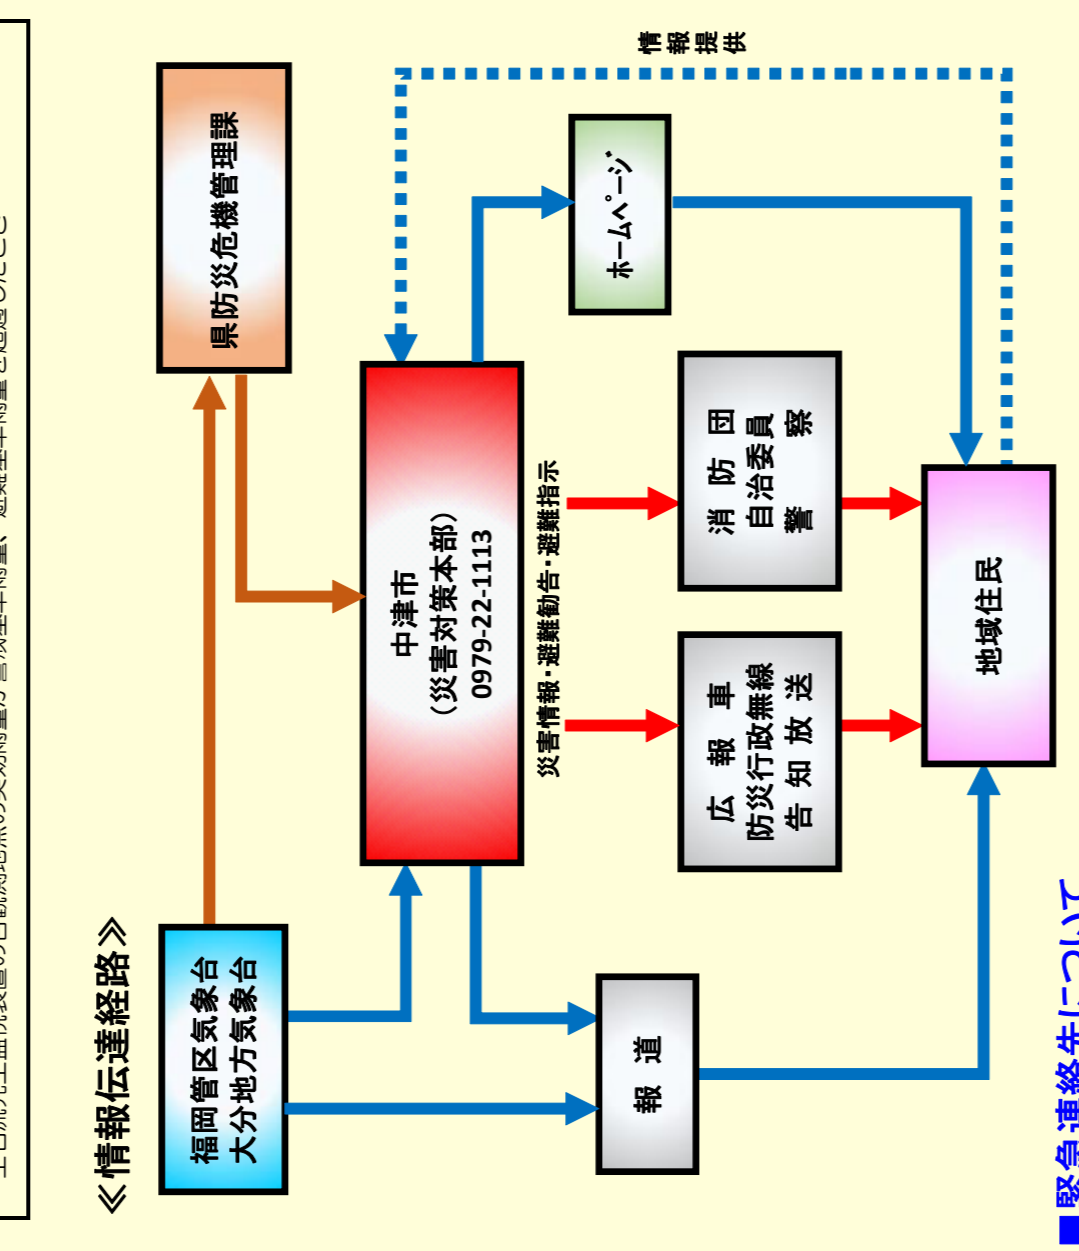 ≪情報伝達経路≫
福岡管区気象台
大分地方気象台
県防災危機管理課
中津市
（災害対策本部）
0979-22-1113
災害情報・避難勧告・避難指示
情報提供
報　道
ホームページ
広　報　車
防災行政無線
告 知 放 送
消　防　団
自治委員
警　　察
地域住民
■緊急連絡先について